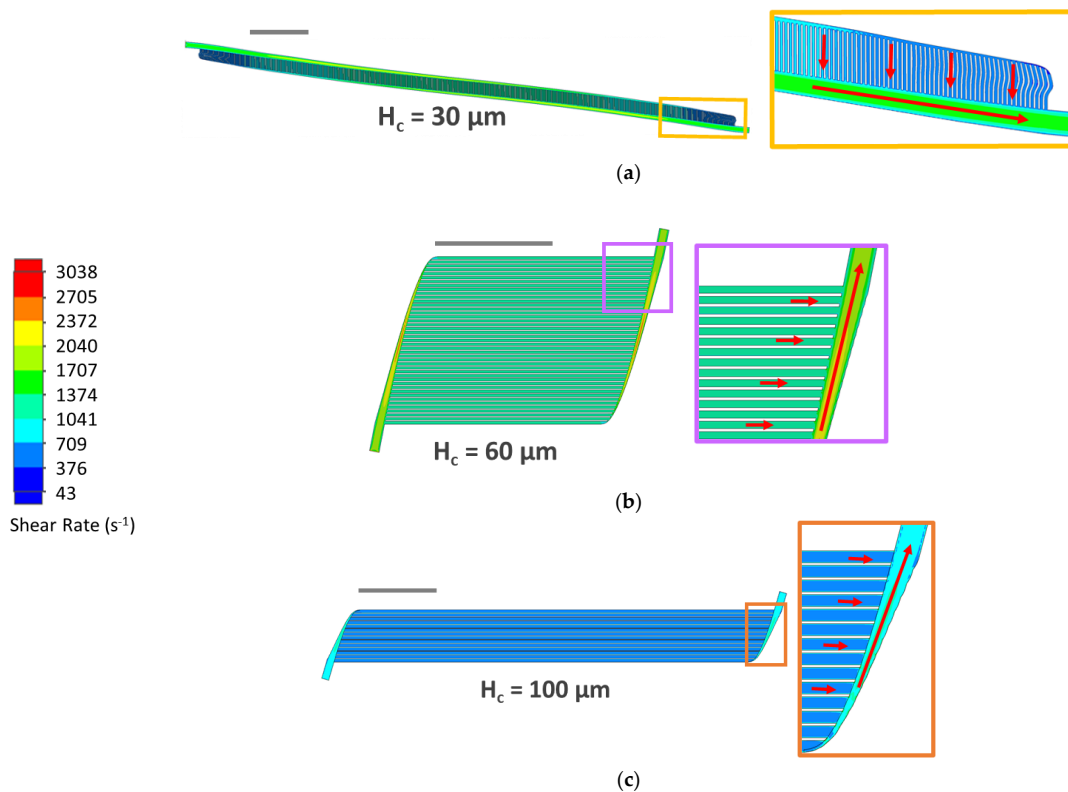 H_c = 30 μm
(a)
3038
2705
2372
2040
1707
1374
1041
709
376
43
Shear Rate (s⁻¹)
H_c = 60 μm
(b)
H_c = 100 μm
(c)